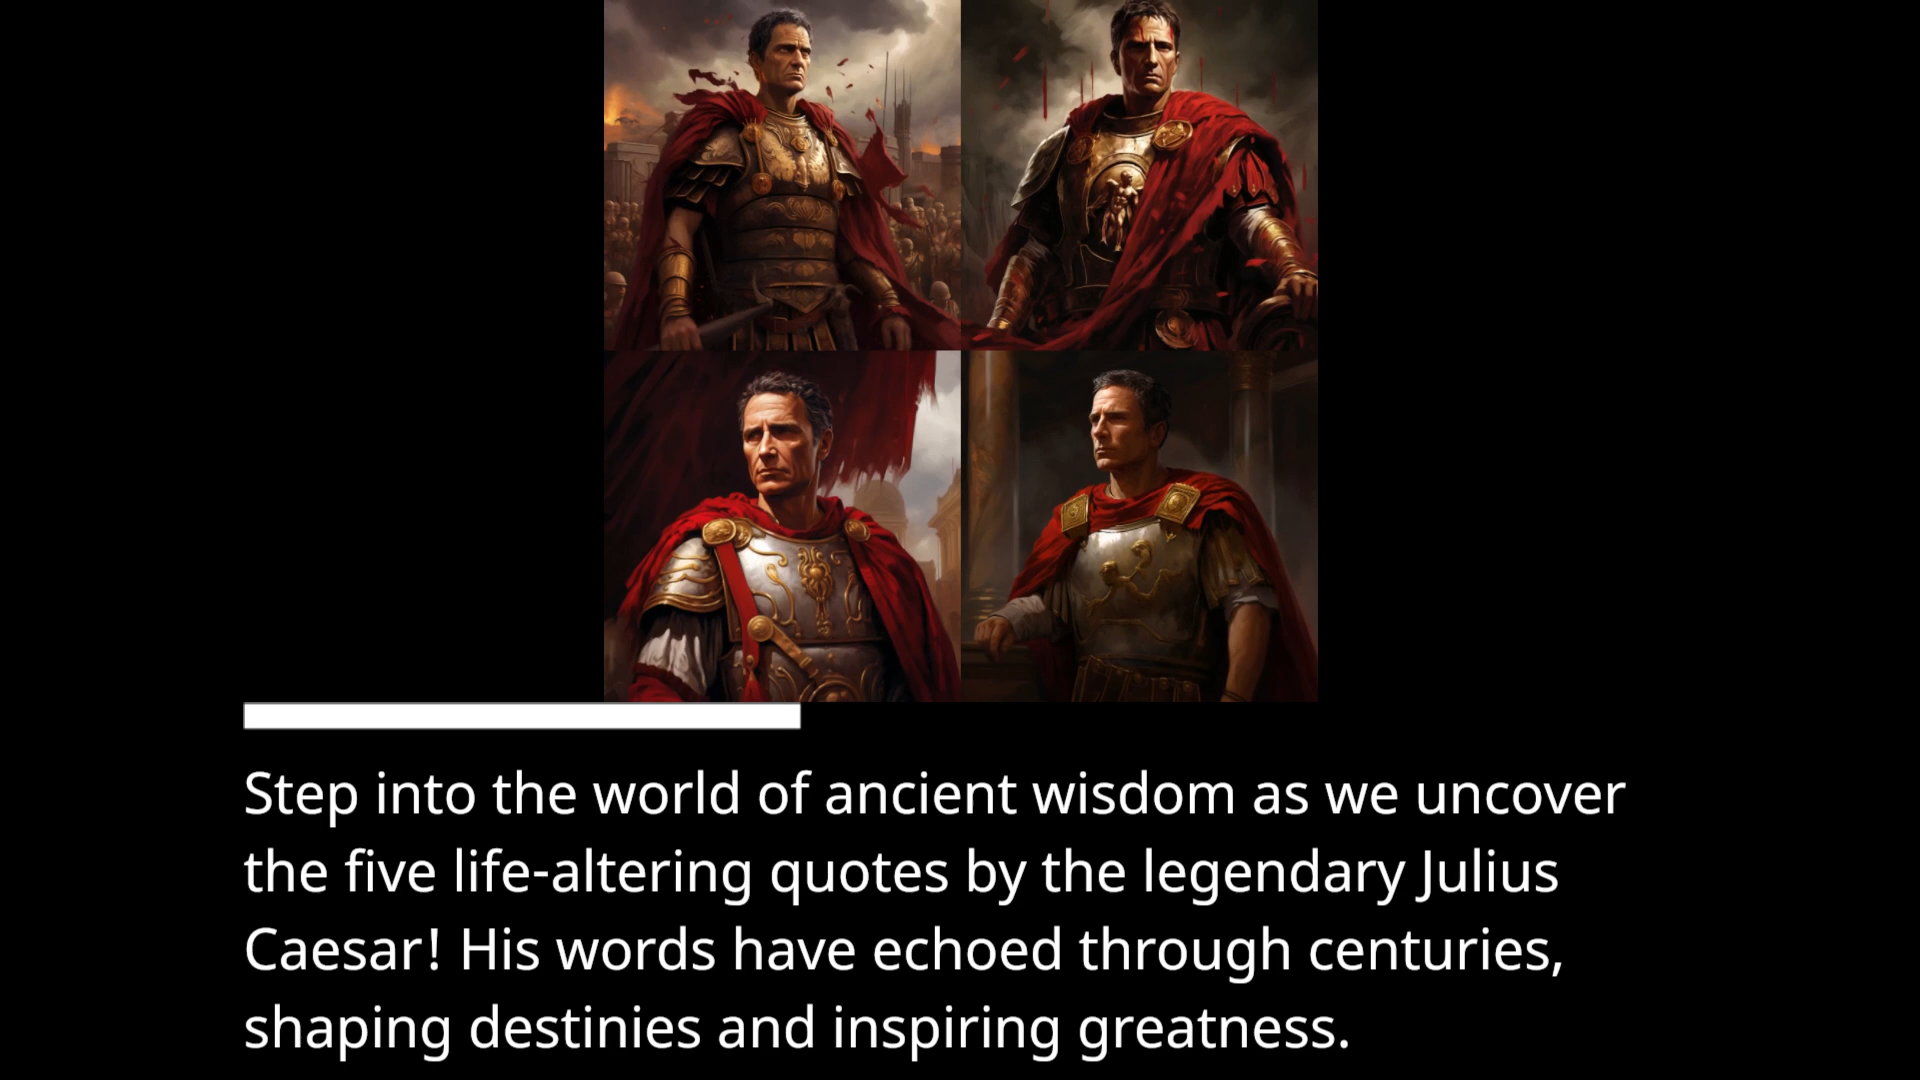 Step into the world of ancient wisdom as we uncover
the five life-altering quotes by the legendary Julius
Caesar! His words have echoed through centuries,
shaping destinies and inspiring greatness.